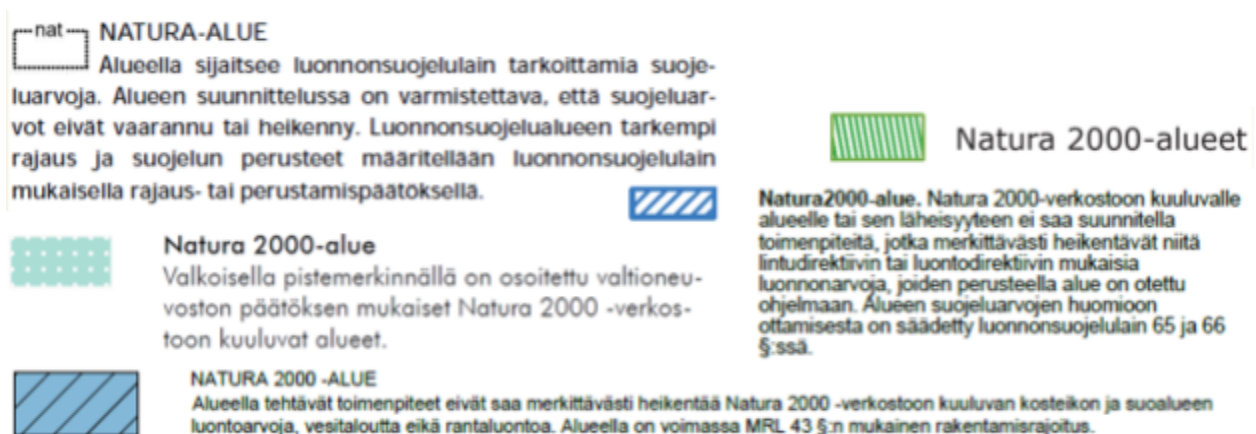 nat NATURA-ALUE
Alueella sijaitsee luonnonsuojelulain tarkoittamia suoje-
luarvoja. Alueen suunnittelussa on varmistettava, että suojeluar-
vot eivät vaarannu tai heikenny. Luonnonsuojelualueen tarkempi
rajaus ja suojelun perusteet määritellään luonnonsuojelulain
mukaisella rajaus- tai perustamispäätöksellä.
Natura 2000-alueet
Natura2000-alue. Natura 2000-verkostoon kuuluvalle
alueelle tai sen läheisyyteen ei saa suunnitella
toimenpiteitä, jotka merkittävästi heikentävät niitä
lintudirektiivin tai luontodirektiivin mukaisia
luonnonarvoja, joiden perusteella alue on otettu
ohjelmaan. Alueen suojeluarvojen huomioon
ottamisesta on säädetty luonnonsuojelulain 65 ja 66
§:ssä.
Natura 2000-alue
Valkoisella pistemerkinnällä on osoitettu valtioneu-
voston päätöksen mukaiset Natura 2000 -verkos-
toon kuuluvat alueet.
NATURA 2000 -ALUE
Alueella tehtävät toimenpiteet eivät saa merkittävästi heikentää Natura 2000 -verkostoon kuuluvan kosteikon ja suoalueen
luontoarvoja, vesitaloutta eikä rantaluontoa. Alueella on voimassa MRL 43 §:n mukainen rakentamisrajoitus.